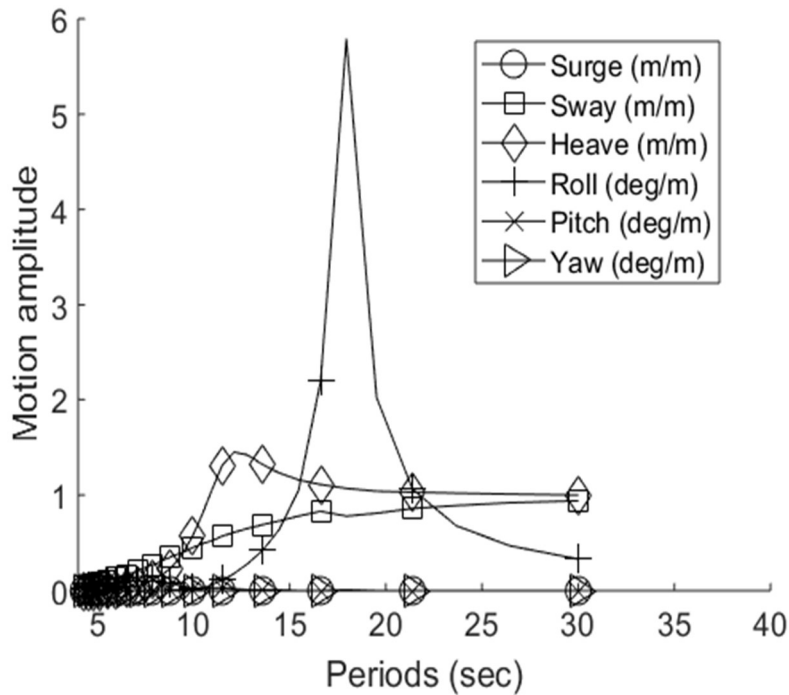 Motion amplitude
6
5
4
3
2
1
0
Surge (m/m)
Sway (m/m)
Heave (m/m)
Roll (deg/m)
Pitch (deg/m)
Yaw (deg/m)
5 10 15 20 25 30 35 40
Periods (sec)